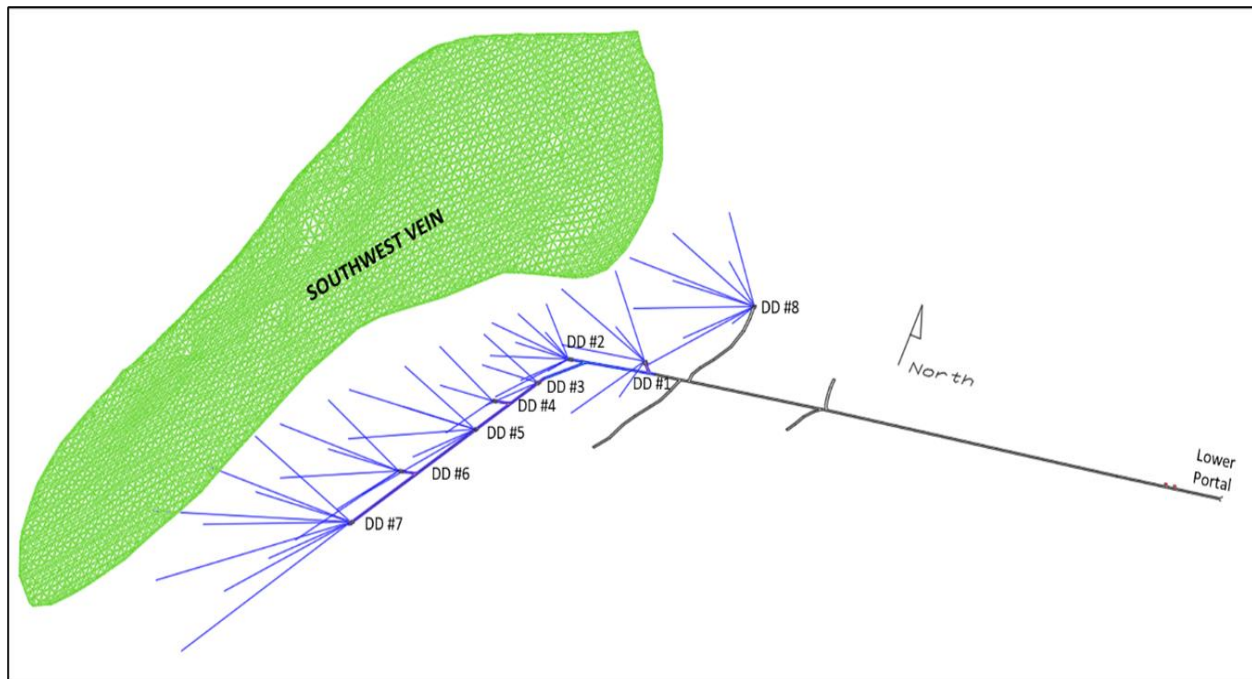 SOUTHWEST VEIN
DD #8
DD #2
DD #1
DD #3
DD #4
DD #5
DD #6
DD #7
North
Lower
Portal